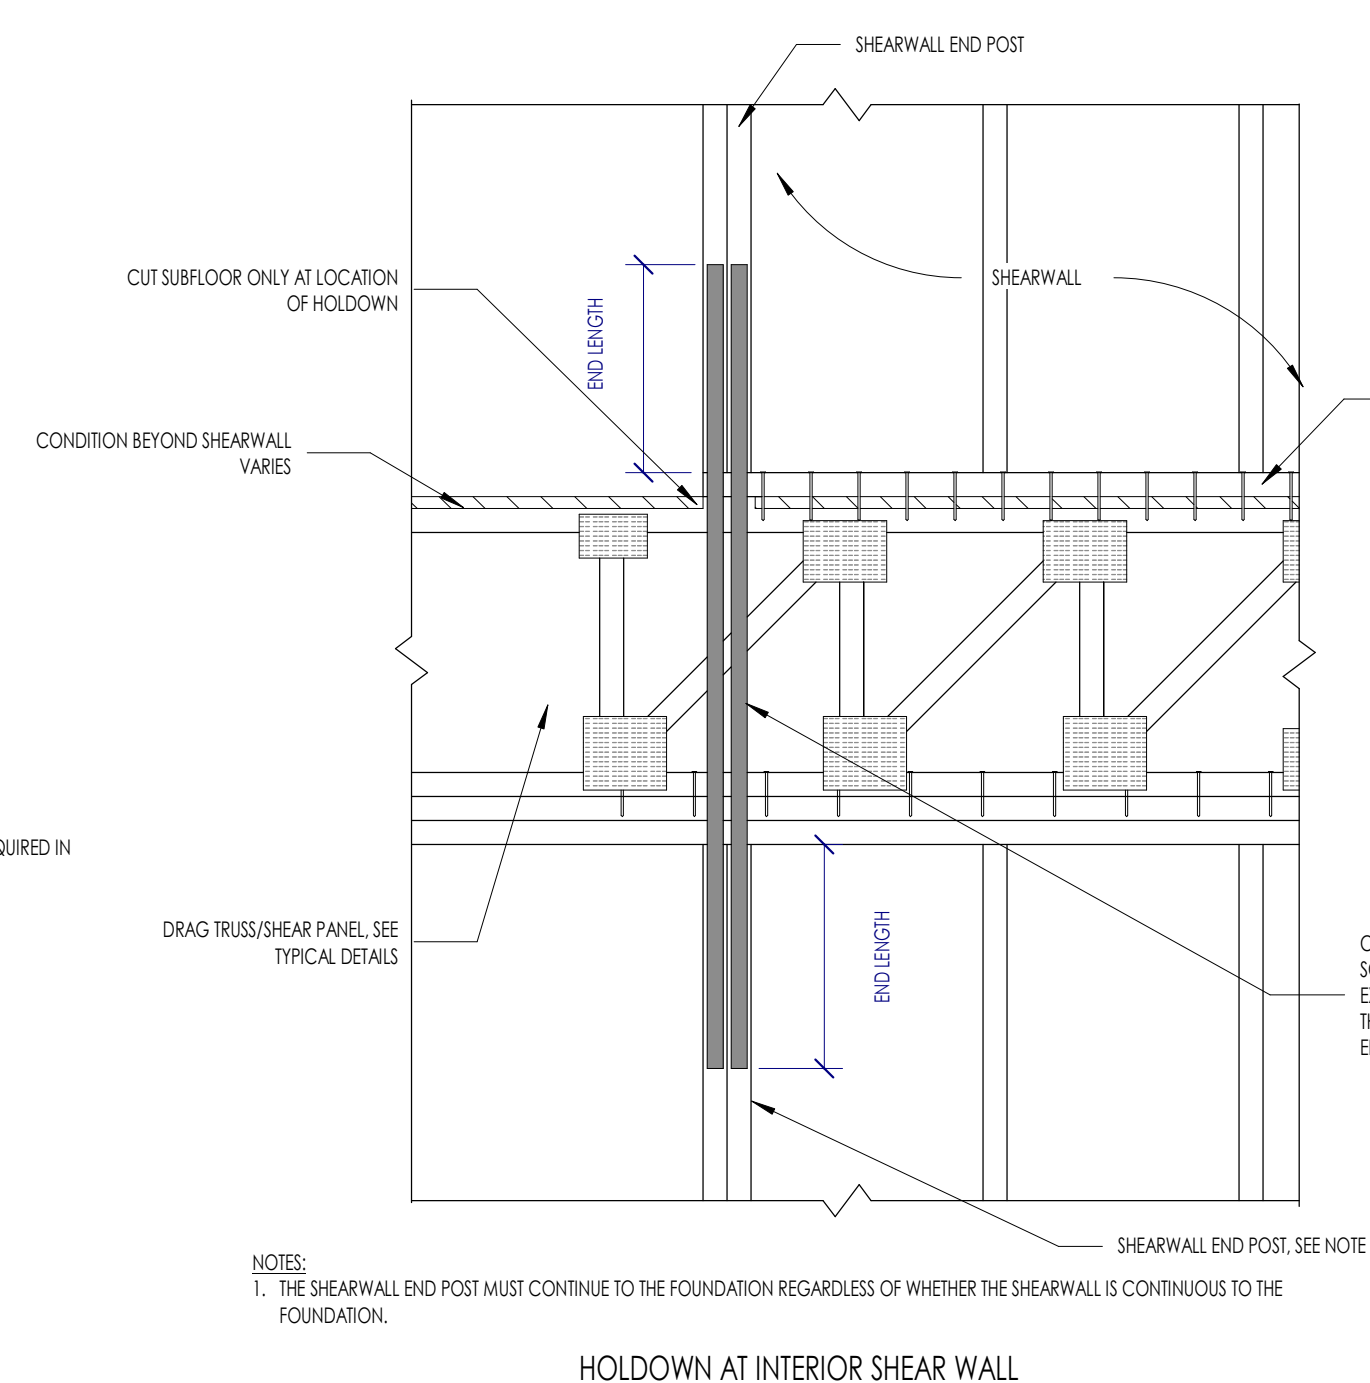 SHEARWALL END POST
CUT SUBFLOOR ONLY AT LOCATION
OF HOLDOWN
SHEARWALL
END LENGTH
CONDITION BEYOND SHEARWALL
VARIES
IN
DRAG TRUSS/SHEAR PANEL, SEE
TYPICAL DETAILS
END LENGTH
SHEARWALL END POST, SEE NOTE
NOTES:
1. THE SHEARWALL END POST MUST CONTINUE TO THE FOUNDATION REGARDLESS OF WHETHER THE SHEARWALL IS CONTINUOUS TO THE
FOUNDATION.
HOLDOWN AT INTERIOR SHEAR WALL